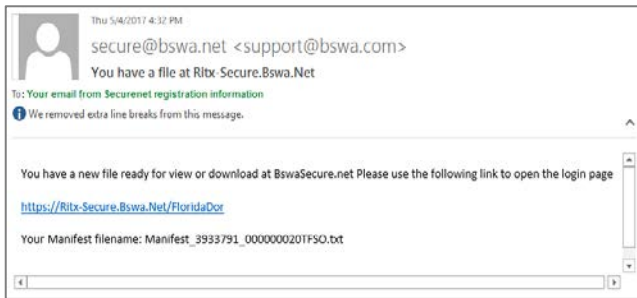 Thu 5/4/2017 4:32 PM
secure@bswa.net <support@bswa.com>
You have a file at Rltx-Secure.Bswa.Net
To: Your email from Securenet registration information
We removed extra line breaks from this message.
You have a new file ready for view or download at BswaSecure.net Please use the following link to open the login page
https://Ritx-Secure.Bswa.Net/FloridaDor
Your Manifest filename: Manifest_3933791_000000020TFSO.txt